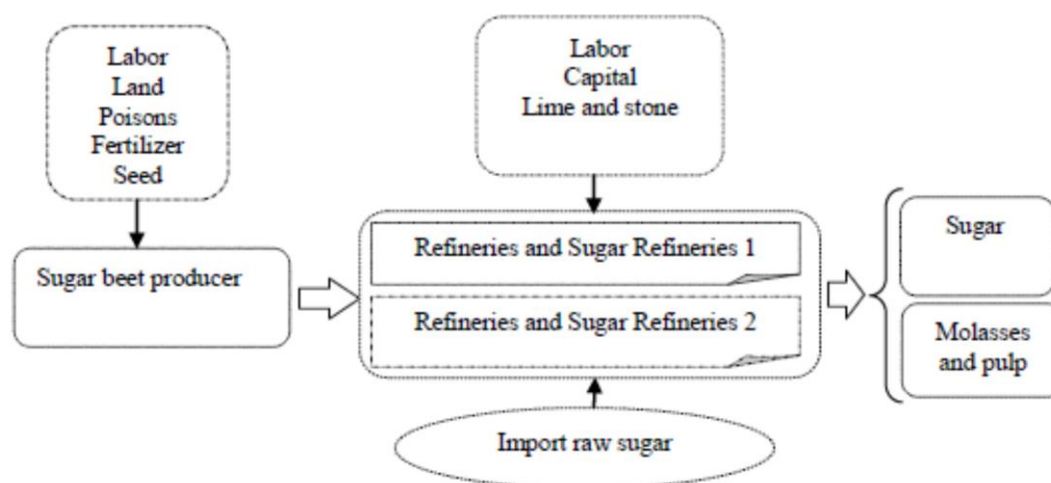 Labor
Land
Poisons
Fertilizer
Seed
Labor
Capital
Lime and stone
Sugar beet producer
Refineries and Sugar Refineries 1
Refineries and Sugar Refineries 2
Import raw sugar
Sugar
Molasses
and pulp